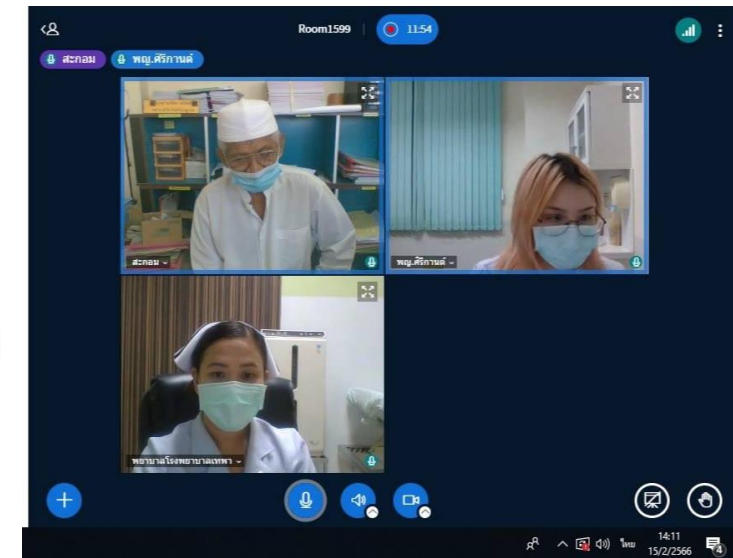 Room1599
11:54
สะกอม
พญ.ศิริกานต์
สะกอม
พญ.ศิริกานต์
พยาบาลโรงพยาบาลเทพา
ไทย
14:11
15/2/2566
4